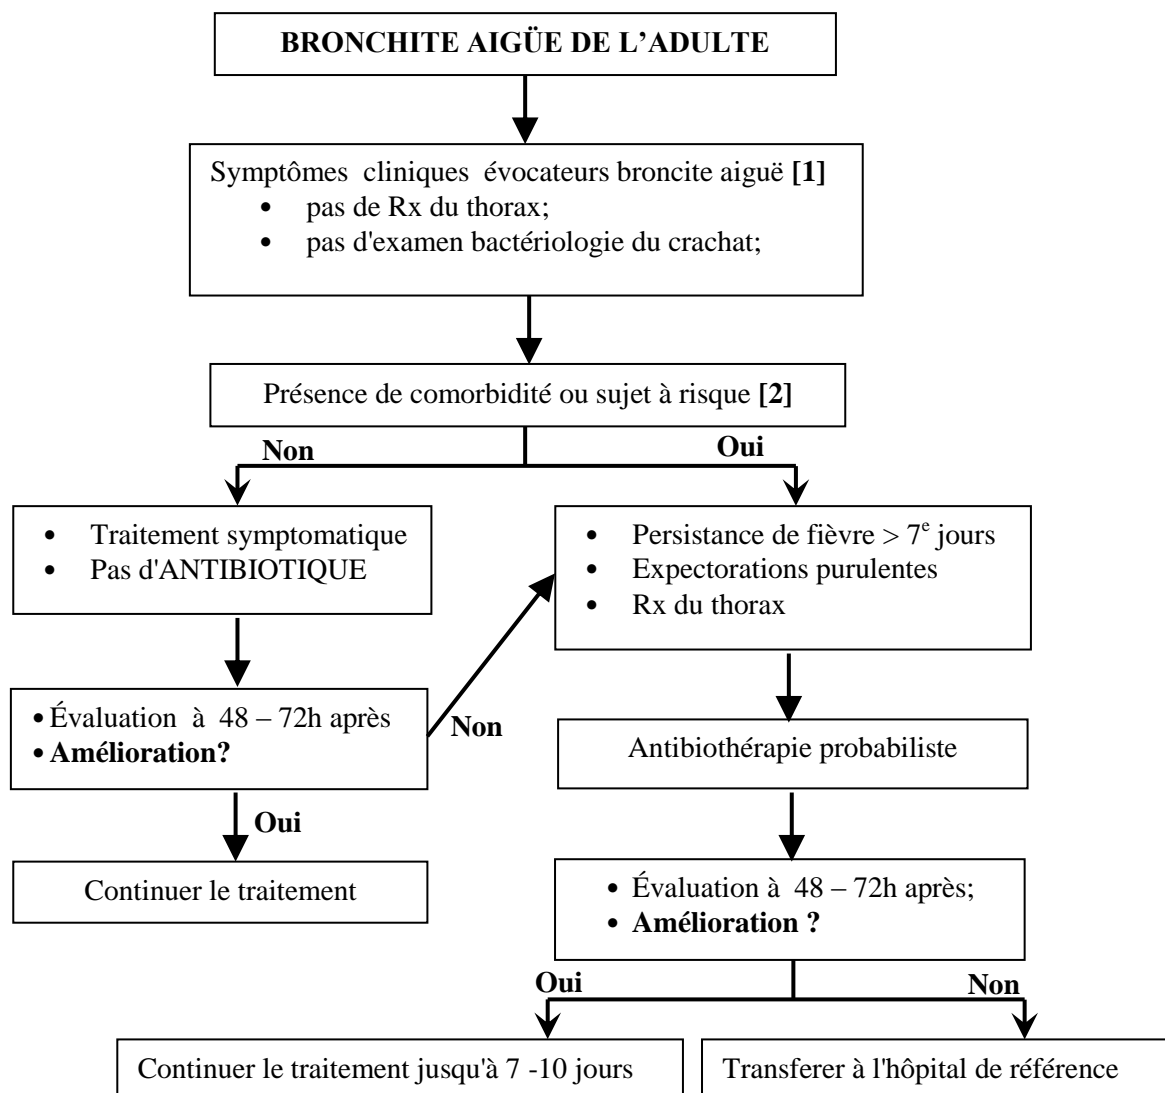 BRONCHITE AIGÜE DE L’ADULTE
Symptômes cliniques évocateurs broncite aiguë [1]
• pas de Rx du thorax;
• pas d'examen bactériologie du crachat;
Présence de comorbidité ou sujet à risque [2]
Non
Oui
• Traitement symptomatique
• Pas d'ANTIBIOTIQUE
• Persistance de fièvre > 7e jours
• Expectorations purulentes
• Rx du thorax
• Évaluation à 48 – 72h après
• Amélioration?
Non
Antibiothérapie probabiliste
Oui
Continuer le traitement
• Évaluation à 48 – 72h après;
• Amélioration ?
Oui
Non
Continuer le traitement jusqu'à 7 -10 jours
Transferer à l'hôpital de référence